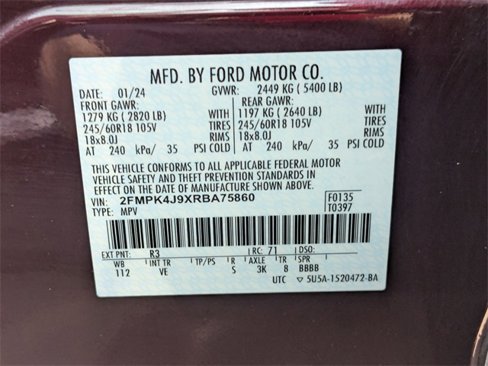 MFD. BY FORD MOTOR CO.
DATE: 01/24 GVWR: 2449 KG ( 5400 LB)
FRONT GAWR: REAR GAWR:
1279 KG ( 2820 LB) WITH 1197 KG ( 2640 LB) WITH
245/60R18 105V TIRES 245/60R18 105V TIRES
18x8.0J RIMS 18x8.0J RIMS
AT 240 kPa/ 35 PSI COLD AT 240 kPa/ 35 PSI COLD
THIS VEHICLE CONFORMS TO ALL APPLICABLE FEDERAL MOTOR
VEHICLE SAFETY AND THEFT PREVENTION STANDARDS IN
EFFECT ON THE DATE OF MANUFACTURE SHOWN ABOVE.
VIN: 2FMPK4J9XRBA75860 F0135
TYPE: MPV T0397
EXT PNT: R3 RC: 71 DSO:
WB INT TR TP/PS R AXLE TR SPR
112 VE S 3K 8 BBBB
UTC ▽ 5U5A-1520472-BA